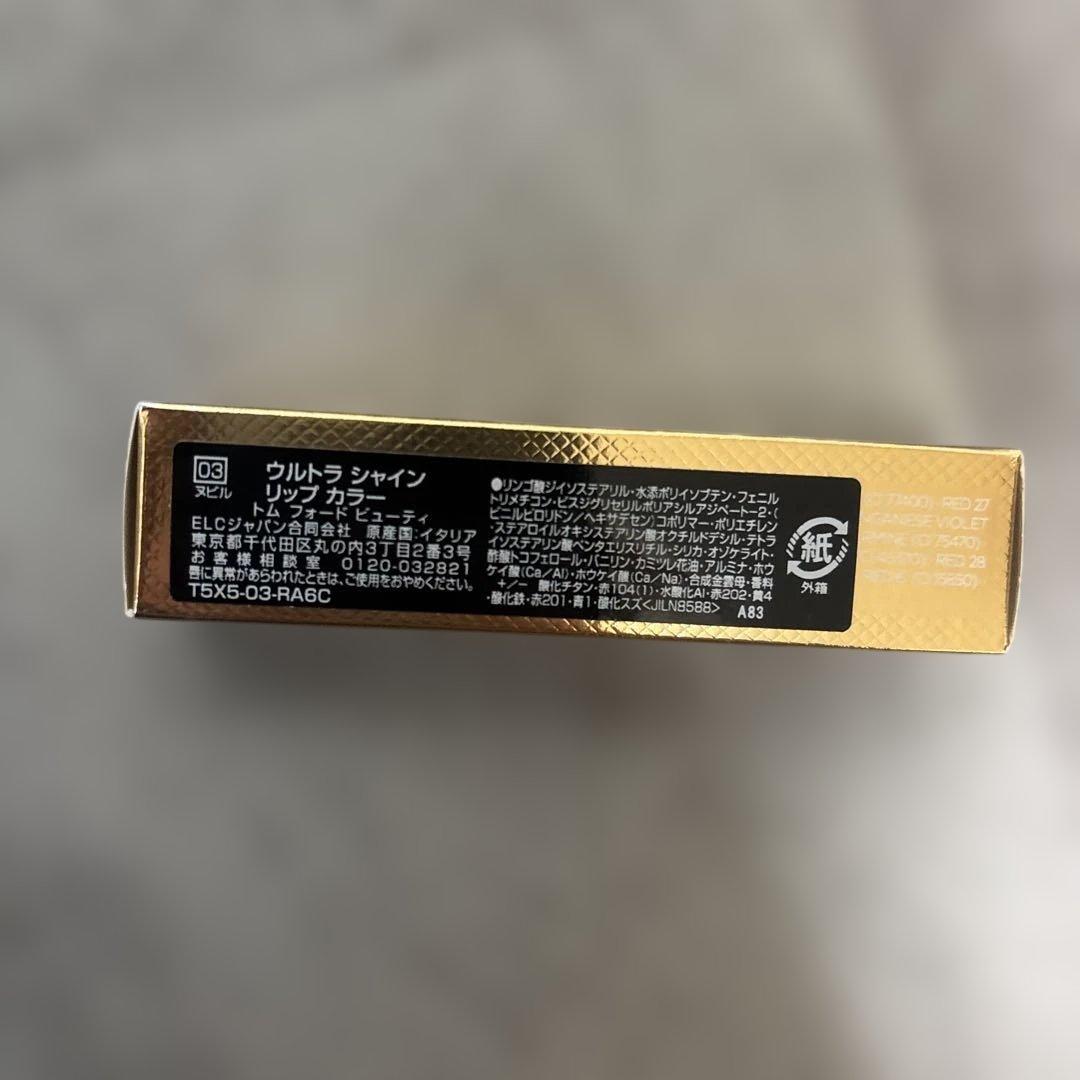 03
ヌビル
ウルトラ シャイン
リップ カラー
トム フォード ビューティ
ELCジャパン合同会社 原産国:イタリア
東京都千代田区丸の内3丁目2番3号
お客様相談室 0120-032821
唇に異常があらわれたときは、ご使用をおやめください。
T5X5-03-RA6C
●リンゴ酸ジイソステアリル・水添ポリイソブテン・フェニル
トリメチコン・ビスジグリセリルポリアシルアジペート-2・(
ビニルピロリドン/ヘキサデセン)コポリマー・ポリエチレン
・ステアロイルオキシステアリン酸オクチルドデシル・テトラ
イソステアリン酸ペンタエリスリチル・シリカ・オゾケライト・
酢酸トコフェロール・バニリン・カミツレ花油・アルミナ・ホウ
ケイ酸(Ca/Al)・ホウケイ酸(Ca/Na)・合成金雲母・香料
+/- 酸化チタン・赤104(1)・水酸化Al・赤202・黄4
・酸化鉄・赤201・青1・酸化スズ<JILN8588> A83
紙
外箱
77400) · RED 27
MANGANESE VIOLET
(CI 75470)
RED 28